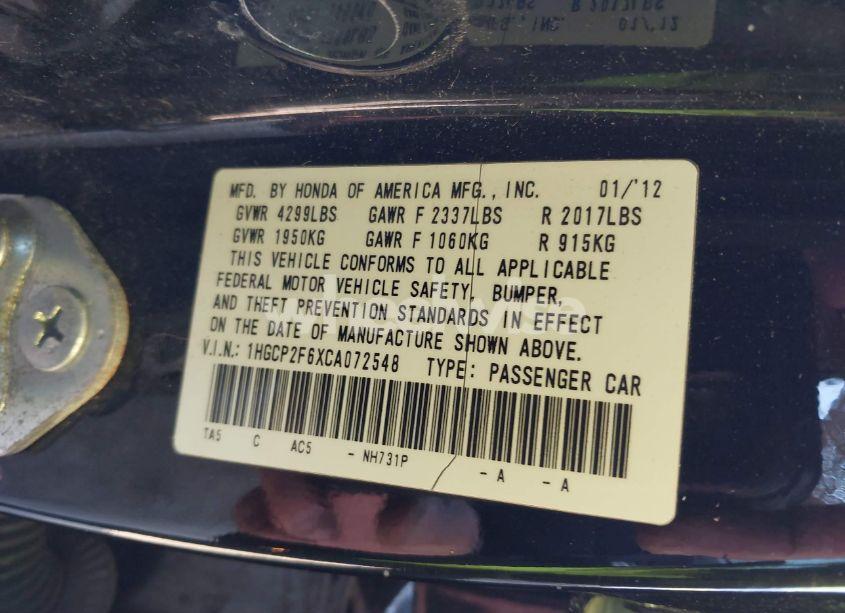 MFD. BY HONDA OF AMERICA MFG., INC. 01/'12
GVWR 4299LBS GAWR F 2337LBS R 2017LBS
GVWR 1950KG GAWR F 1060KG R 915KG
THIS VEHICLE CONFORMS TO ALL APPLICABLE
FEDERAL MOTOR VEHICLE SAFETY, BUMPER,
AND THEFT PREVENTION STANDARDS IN EFFECT
ON THE DATE OF MANUFACTURE SHOWN ABOVE.
V.I.N.: 1HGCP2F6XCA072548 TYPE: PASSENGER CAR
TA5 C AC5 - NH731P - A - A